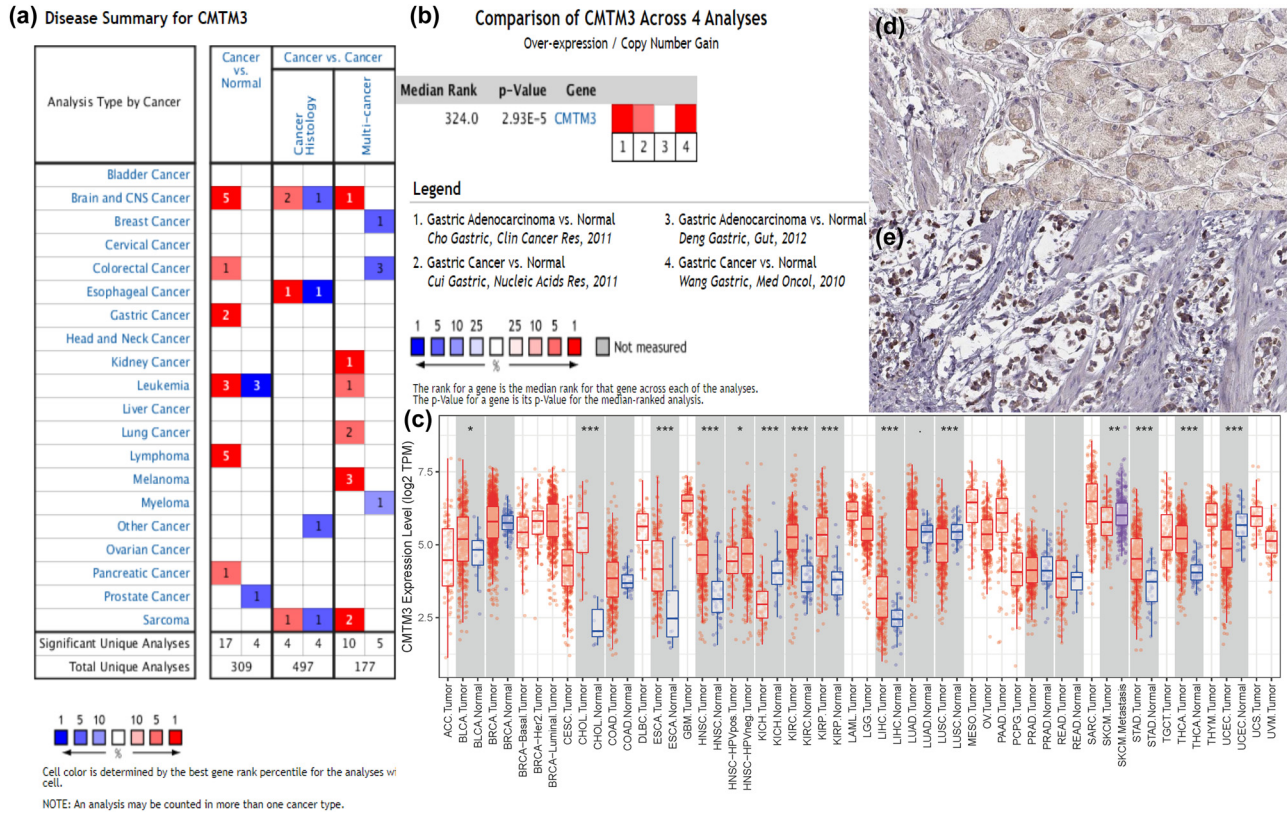 (a) Disease Summary for CMTM3
Analysis Type by Cancer
Cancer
vs.
Normal
Cancer vs. Cancer
Cancer
Histology
Multi-cancer
Bladder Cancer
Brain and CNS Cancer 5 2 1 1
Breast Cancer 1
Cervical Cancer
Colorectal Cancer 1 3
Esophageal Cancer 1 1
Gastric Cancer 2
Head and Neck Cancer
Kidney Cancer 1
Leukemia 3 3 1
Liver Cancer
Lung Cancer 2
Lymphoma 5
Melanoma 3
Myeloma 1
Other Cancer 1
Ovarian Cancer
Pancreatic Cancer 1
Prostate Cancer 1
Sarcoma 1 1 2
Significant Unique Analyses 17 4 4 4 10 5
Total Unique Analyses 309 497 177
1 5 10 10 5 1
%
Cell color is determined by the best gene rank percentile for the analyses wi
cell.
NOTE: An analysis may be counted in more than one cancer type.
(b) Comparison of CMTM3 Across 4 Analyses
Over-expression / Copy Number Gain
Median Rank p-Value Gene
324.0 2.93E-5 CMTM3
1 2 3 4
Legend
1. Gastric Adenocarcinoma vs. Normal
Cho Gastric, Clin Cancer Res, 2011
2. Gastric Cancer vs. Normal
Cui Gastric, Nucleic Acids Res, 2011
3. Gastric Adenocarcinoma vs. Normal
Deng Gastric, Gut, 2012
4. Gastric Cancer vs. Normal
Wang Gastric, Med Oncol, 2010
1 5 10 25 25 10 5 1
%
Not measured
The rank for a gene is the median rank for that gene across each of the analyses.
The p-Value for a gene is its p-Value for the median-ranked analysis.
(d)
(e)
(c)
* *** *** *** * *** *** *** *** . *** ** *** *** ***
CMTM3 Expression Level (log2 TPM)
7.5
5.0
2.5
ACC.Tumor
BLCA.Tumor
BLCA.Normal
BRCA.Tumor
BRCA.Normal
BRCA-Basal.Tumor
BRCA-Her2.Tumor
BRCA-Luminal.Tumor
CESC.Tumor
CHOL.Tumor
CHOL.Normal
COAD.Tumor
COAD.Normal
DLBC.Tumor
ESCA.Tumor
ESCA.Normal
GBM.Tumor
HNSC.Tumor
HNSC.Normal
HNSC-HPVpos.Tumor
HNSC-HPVneg.Tumor
KICH.Tumor
KICH.Normal
KIRC.Tumor
KIRC.Normal
KIRP.Tumor
KIRP.Normal
LAML.Tumor
LGG.Tumor
LIHC.Tumor
LIHC.Normal
LUAD.Tumor
LUAD.Normal
LUSC.Tumor
LUSC.Normal
MESO.Tumor
OV.Tumor
PAAD.Tumor
PCPG.Tumor
PRAD.Tumor
PRAD.Normal
READ.Tumor
READ.Normal
SARC.Tumor
SKCM.Tumor
SKCM.Metastasis
STAD.Tumor
STAD.Normal
TGCT.Tumor
THCA.Tumor
THCA.Normal
THYM.Tumor
UCEC.Tumor
UCEC.Normal
UCS.Tumor
UVM.Tumor